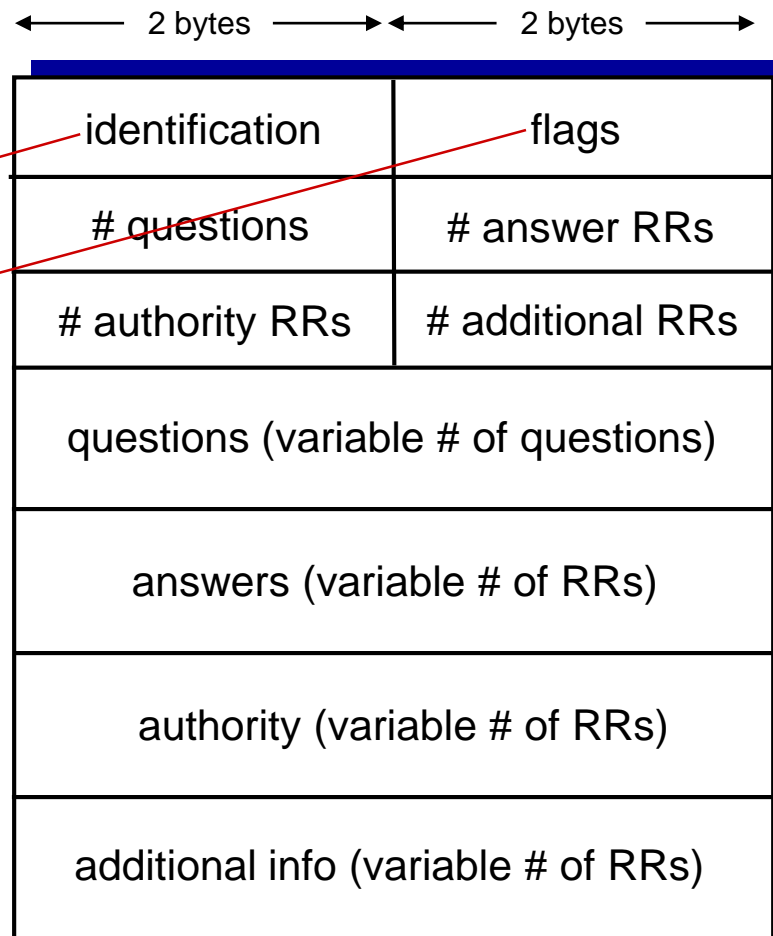 2 bytes 2 bytes
identification flags
# questions # answer RRs
# authority RRs # additional RRs
questions (variable # of questions)
answers (variable # of RRs)
authority (variable # of RRs)
additional info (variable # of RRs)